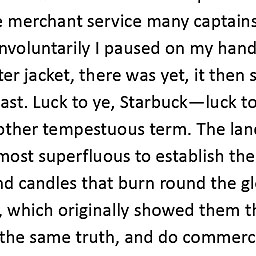 merchant service many captains
nvoluntarily I paused on my hand
ter jacket, there was yet, it then s
ast. Luck to ye, Starbuck—luck to
other tempestuous term. The lan
most superfluous to establish the
nd candles that burn round the gl
, which originally showed them th
the same truth, and do commerc